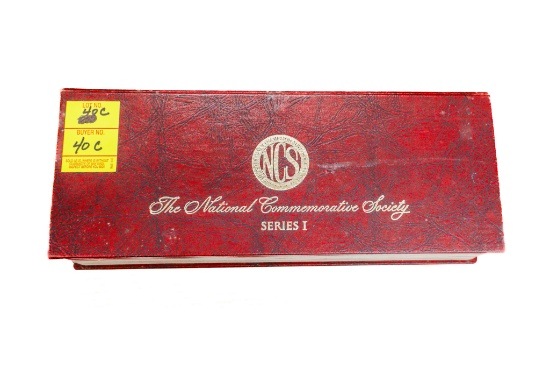 LOT NO.
40C
BUYER NO.
40C
NCS
The National Commemorative Society
SERIES I